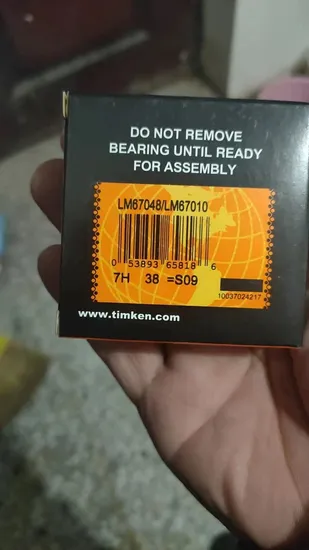 DO NOT REMOVE
BEARING UNTIL READY
FOR ASSEMBLY
LM67048/LM67010
0 53893 65818 6
7H 38 =S09
10037024217
www.timken.com